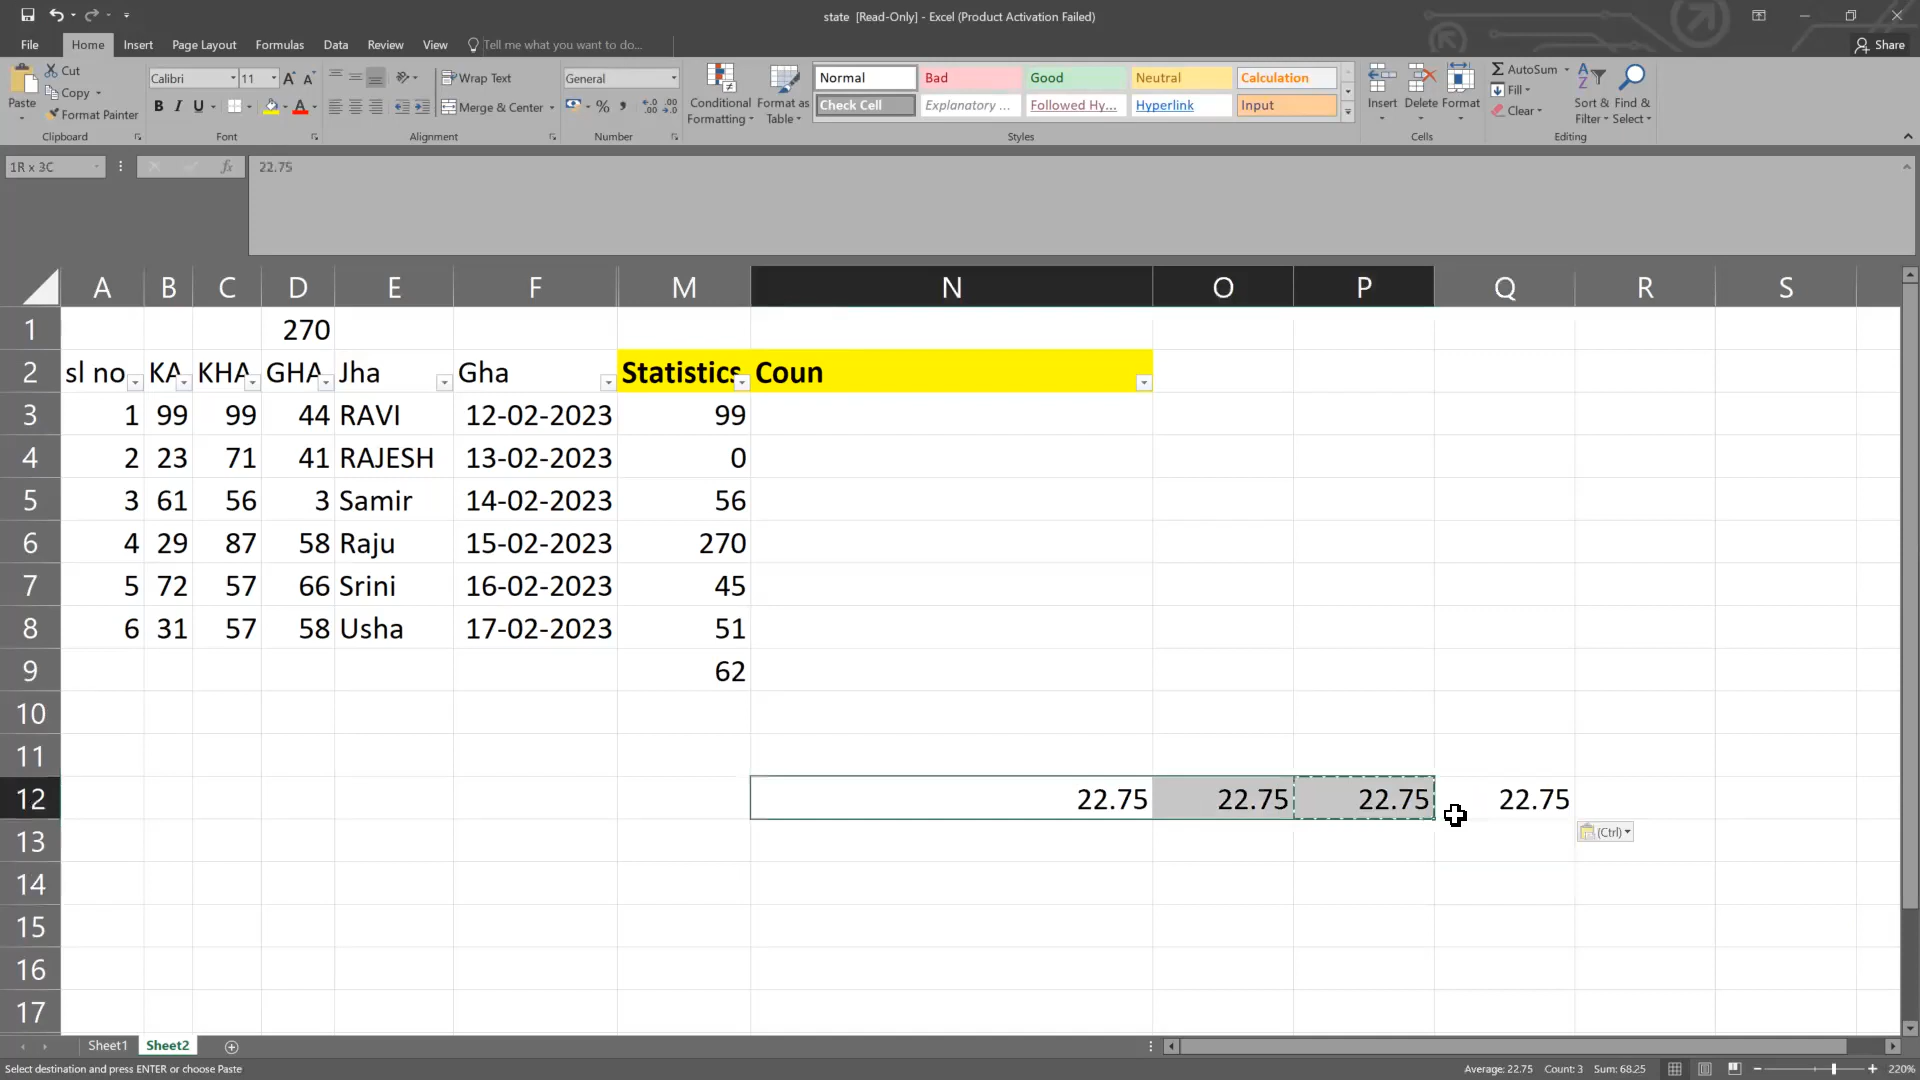 state [Read-Only] - Excel (Product Activation Failed)
File Home Insert Page Layout Formulas Data Review View Tell me what you want to do... Share
Paste Cut Copy Format Painter Clipboard
Calibri 11 A A B I U A Font
Wrap Text Merge & Center Alignment
General % , Number
Conditional Formatting Format as Table
Normal Bad Good Neutral Calculation
Check Cell Explanatory ... Followed Hy... Hyperlink Input
Styles
Insert Delete Format Cells
AutoSum Fill Clear Sort & Filter Find & Select Editing
1R x 3C fx 22.75
A B C D E F M N O P Q R S
1 270
2 sl no KA KHA GHA Jha Gha Statistics Coun
3 1 99 99 44 RAVI 12-02-2023 99
4 2 23 71 41 RAJESH 13-02-2023 0
5 3 61 56 3 Samir 14-02-2023 56
6 4 29 87 58 Raju 15-02-2023 270
7 5 72 57 66 Srini 16-02-2023 45
8 6 31 57 58 Usha 17-02-2023 51
9 62
10
11
12 22.75 22.75 22.75 22.75
13 (Ctrl)
14
15
16
17
Sheet1 Sheet2
Select destination and press ENTER or choose Paste Average: 22.75 Count: 3 Sum: 68.25 220%